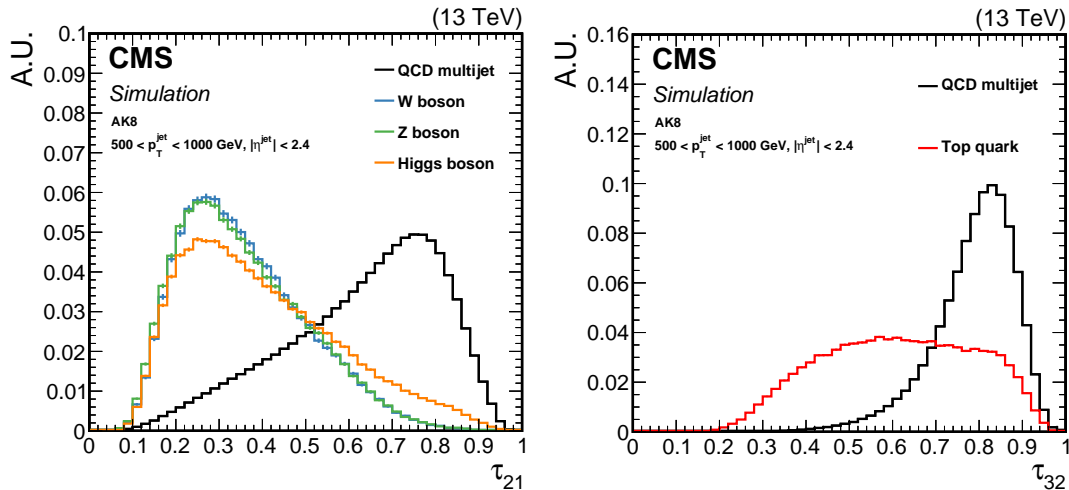 (13 TeV)
A.U.
0.1
0.09
0.08
0.07
0.06
0.05
0.04
0.03
0.02
0.01
0
CMS
Simulation
AK8
500 < p_T^jet < 1000 GeV, |η^jet| < 2.4
QCD multijet
W boson
Z boson
Higgs boson
0 0.1 0.2 0.3 0.4 0.5 0.6 0.7 0.8 0.9 1
τ_21
(13 TeV)
A.U.
0.16
0.14
0.12
0.1
0.08
0.06
0.04
0.02
0
CMS
Simulation
AK8
500 < p_T^jet < 1000 GeV, |η^jet| < 2.4
QCD multijet
Top quark
0 0.1 0.2 0.3 0.4 0.5 0.6 0.7 0.8 0.9 1
τ_32